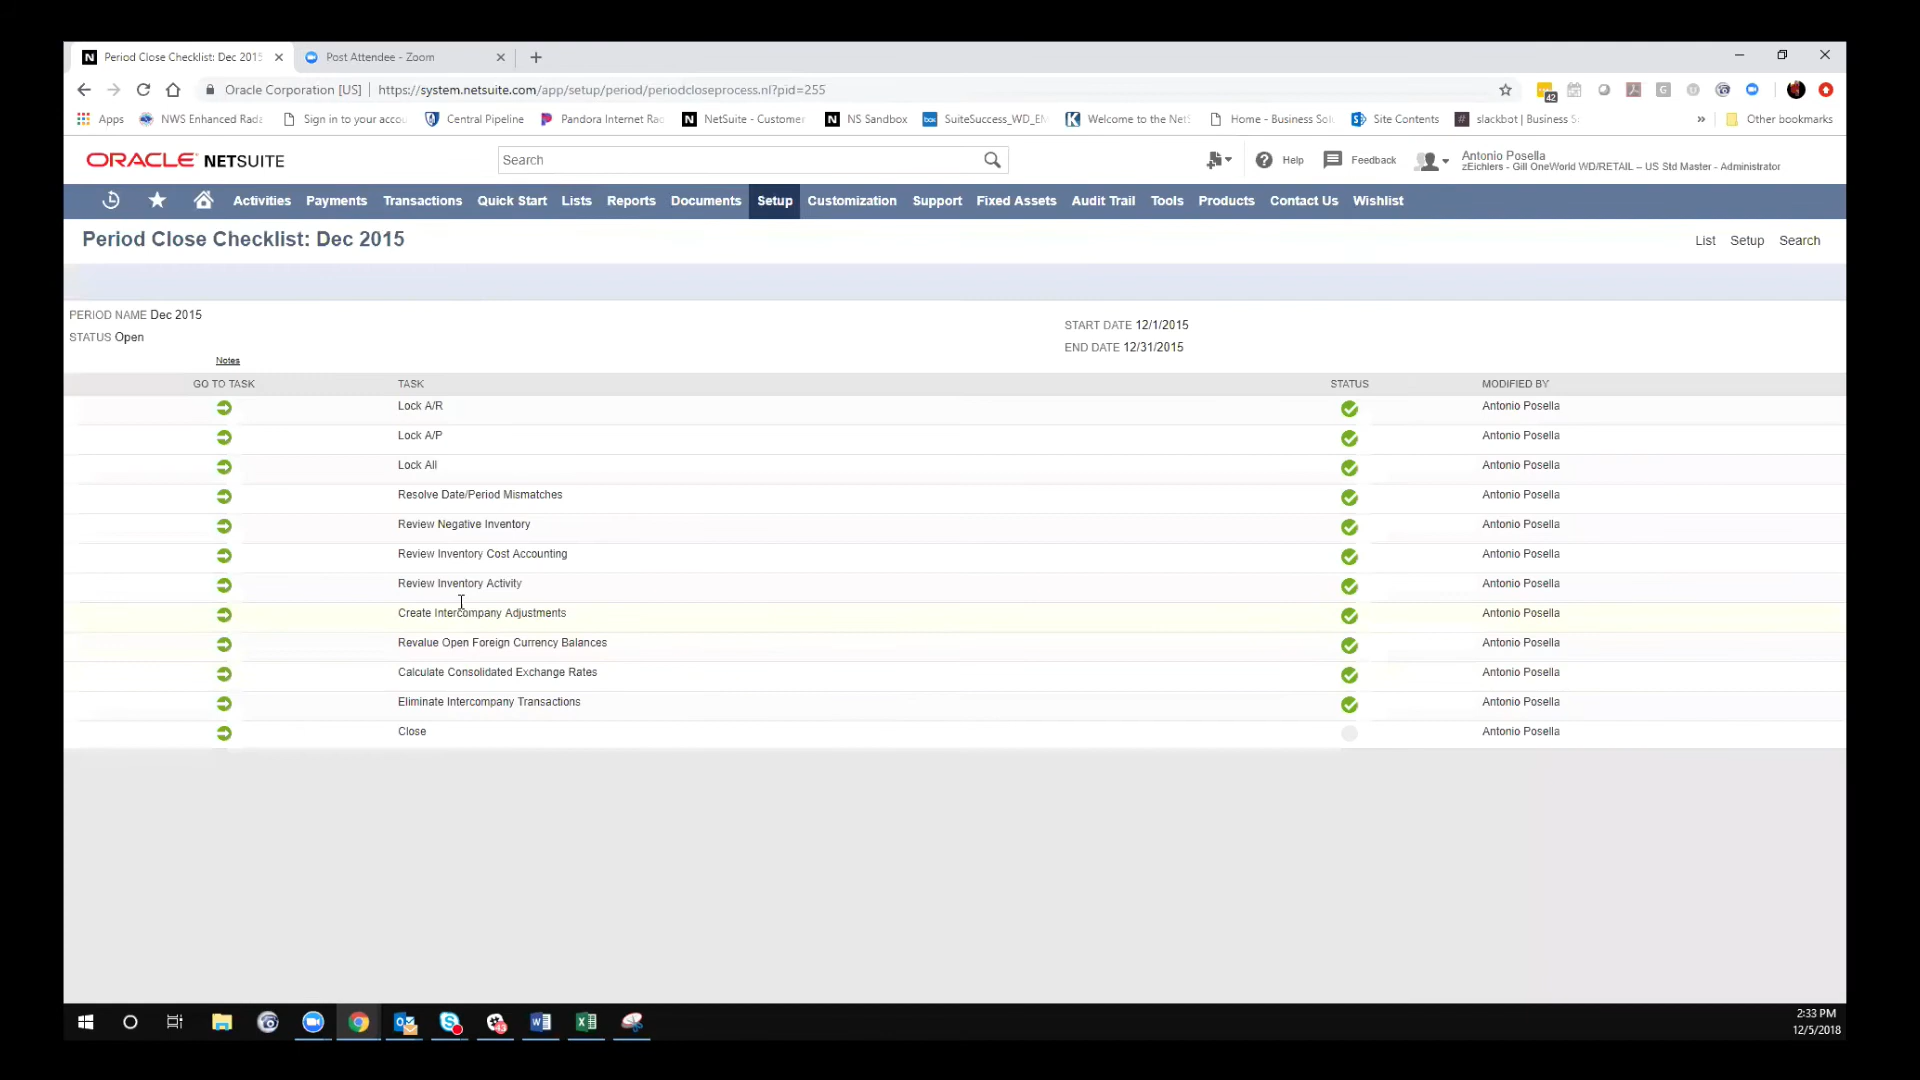 Period Close Checklist: Dec 2015
Post Attendee - Zoom
Oracle Corporation [US]
https://system.netsuite.com/app/setup/period/periodcloseprocess.nl?pid=255
42
Apps
NWS Enhanced Rada
Sign in to your accou
Central Pipeline
Pandora Internet Rad
NetSuite - Customer
NS Sandbox
SuiteSuccess_WD_EM
Welcome to the Net
Home - Business Solu
Site Contents
slackbot | Business S
»
Other bookmarks
ORACLE NETSUITE
Search
Help
Feedback
Antonio Posella
zEichlers - Gill OneWorld WD/RETAIL – US Std Master - Administrator
Activities
Payments
Transactions
Quick Start
Lists
Reports
Documents
Setup
Customization
Support
Fixed Assets
Audit Trail
Tools
Products
Contact Us
Wishlist
Period Close Checklist: Dec 2015
List
Setup
Search
PERIOD NAME Dec 2015
STATUS Open
START DATE 12/1/2015
END DATE 12/31/2015
Notes
GO TO TASK TASK STATUS MODIFIED BY
Lock A/R Antonio Posella
Lock A/P Antonio Posella
Lock All Antonio Posella
Resolve Date/Period Mismatches Antonio Posella
Review Negative Inventory Antonio Posella
Review Inventory Cost Accounting Antonio Posella
Review Inventory Activity Antonio Posella
Create Intercompany Adjustments Antonio Posella
Revalue Open Foreign Currency Balances Antonio Posella
Calculate Consolidated Exchange Rates Antonio Posella
Eliminate Intercompany Transactions Antonio Posella
Close Antonio Posella
2:33 PM
12/5/2018